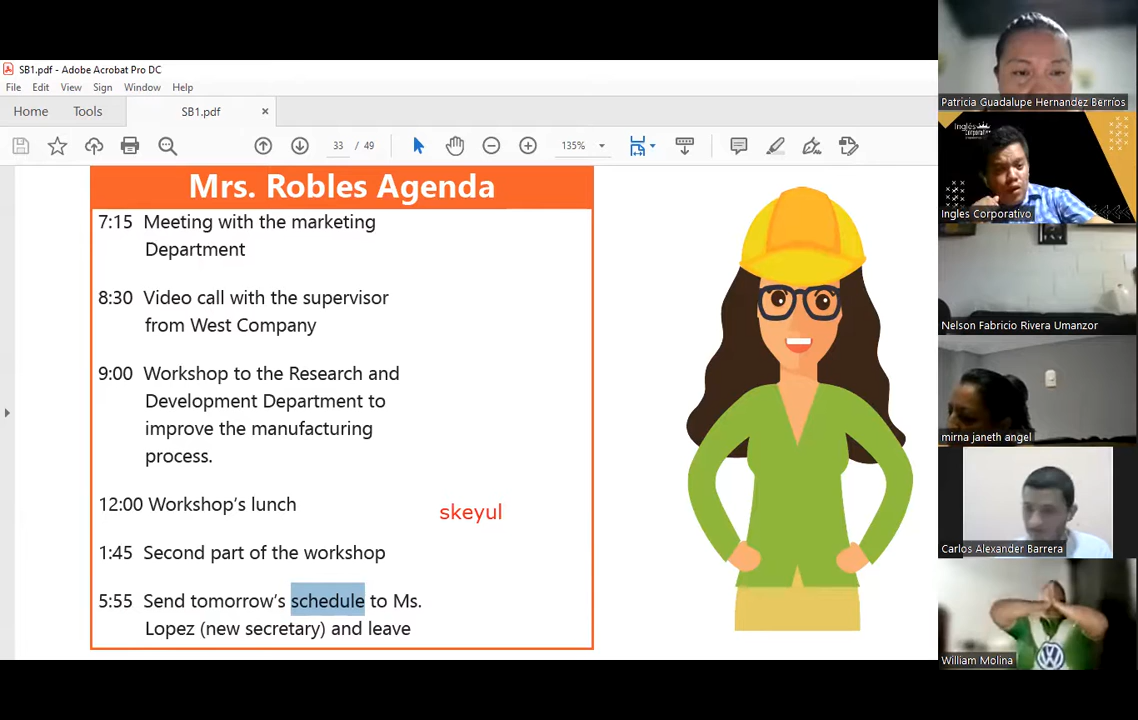 SB1.pdf - Adobe Acrobat Pro DC
File Edit View Sign Window Help
Home Tools SB1.pdf ×
33 / 49 135%
Mrs. Robles Agenda
7:15 Meeting with the marketing
Department
8:30 Video call with the supervisor
from West Company
9:00 Workshop to the Research and
Development Department to
improve the manufacturing
process.
12:00 Workshop's lunch
skeyul
1:45 Second part of the workshop
5:55 Send tomorrow's schedule to Ms.
Lopez (new secretary) and leave
Patricia Guadalupe Hernandez Berríos
Inglés
Corporativo
Ingles Corporativo
Nelson Fabricio Rivera Umanzor
mirna janeth angel
Carlos Alexander Barrera
William Molina